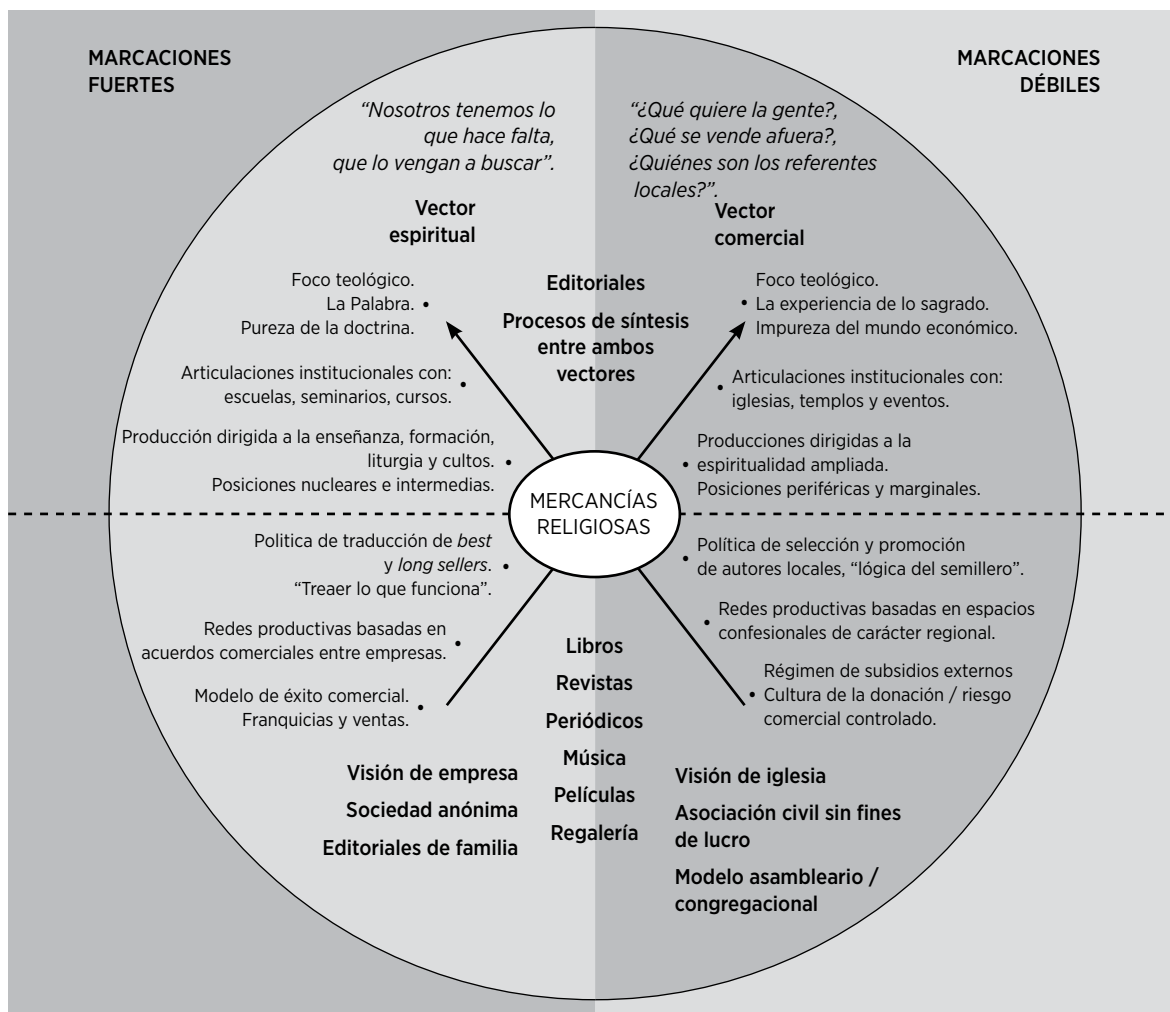 MARCACIONES
FUERTES
MARCACIONES
DÉBILES
“Nosotros tenemos lo
que hace falta,
que lo vengan a buscar”.
“¿Qué quiere la gente?,
¿Qué se vende afuera?,
¿Quiénes son los referentes
locales?”.
Vector
espiritual
Vector
comercial
Foco teológico.
La Palabra. •
Pureza de la doctrina.
Articulaciones institucionales con: •
escuelas, seminarios, cursos.
Producción dirigida a la enseñanza, formación,
liturgia y cultos. •
Posiciones nucleares e intermedias.
Editoriales
Procesos de síntesis
entre ambos
vectores
Foco teológico.
• La experiencia de lo sagrado.
Impureza del mundo económico.
• Articulaciones institucionales con:
iglesias, templos y eventos.
Producciones dirigidas a la
• espiritualidad ampliada.
Posiciones periféricas y marginales.
MERCANCÍAS
RELIGIOSAS
Politica de traducción de best
y long sellers. •
“Treaer lo que funciona”.
Redes productivas basadas en •
acuerdos comerciales entre empresas.
Modelo de éxito comercial. •
Franquicias y ventas.
Visión de empresa
Sociedad anónima
Editoriales de familia
Libros
Revistas
Periódicos
Música
Películas
Regalería
• Política de selección y promoción
de autores locales, “lógica del semillero”.
• Redes productivas basadas en espacios
confesionales de carácter regional.
Régimen de subsidios externos
• Cultura de la donación / riesgo
comercial controlado.
Visión de iglesia
Asociación civil sin fines
de lucro
Modelo asambleario /
congregacional